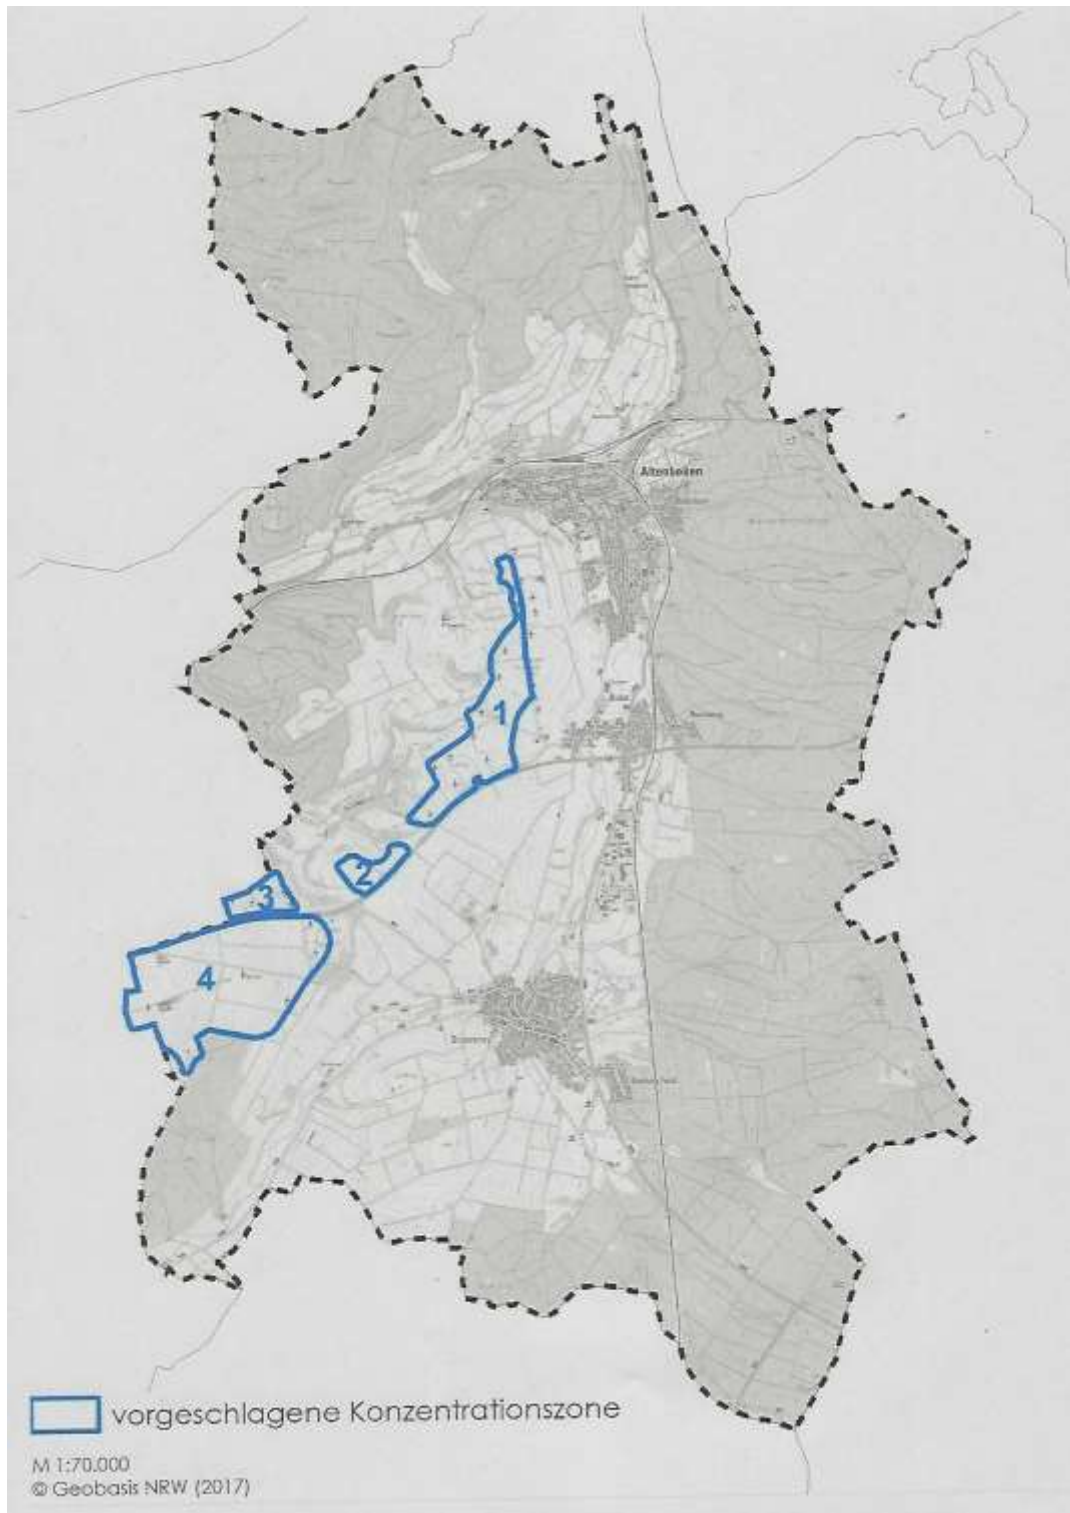 Altenbeken
1
2
3
4
vorgeschlagene Konzentrationszone
M 1:70.000
© Geobasis NRW (2017)